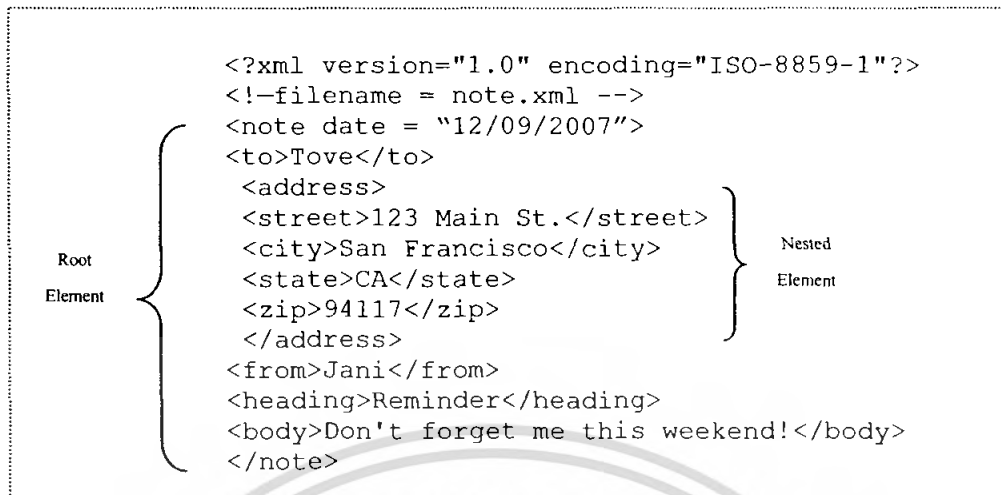 <?xml version="1.0" encoding="ISO-8859-1"?>
<!—filename = note.xml -->
<note date = “12/09/2007”>
<to>Tove</to>
<address>
<street>123 Main St.</street>
<city>San Francisco</city>
<state>CA</state>
<zip>94117</zip>
</address>
<from>Jani</from>
<heading>Reminder</heading>
<body>Don't forget me this weekend!</body>
</note>
Root
Element
Nested
Element